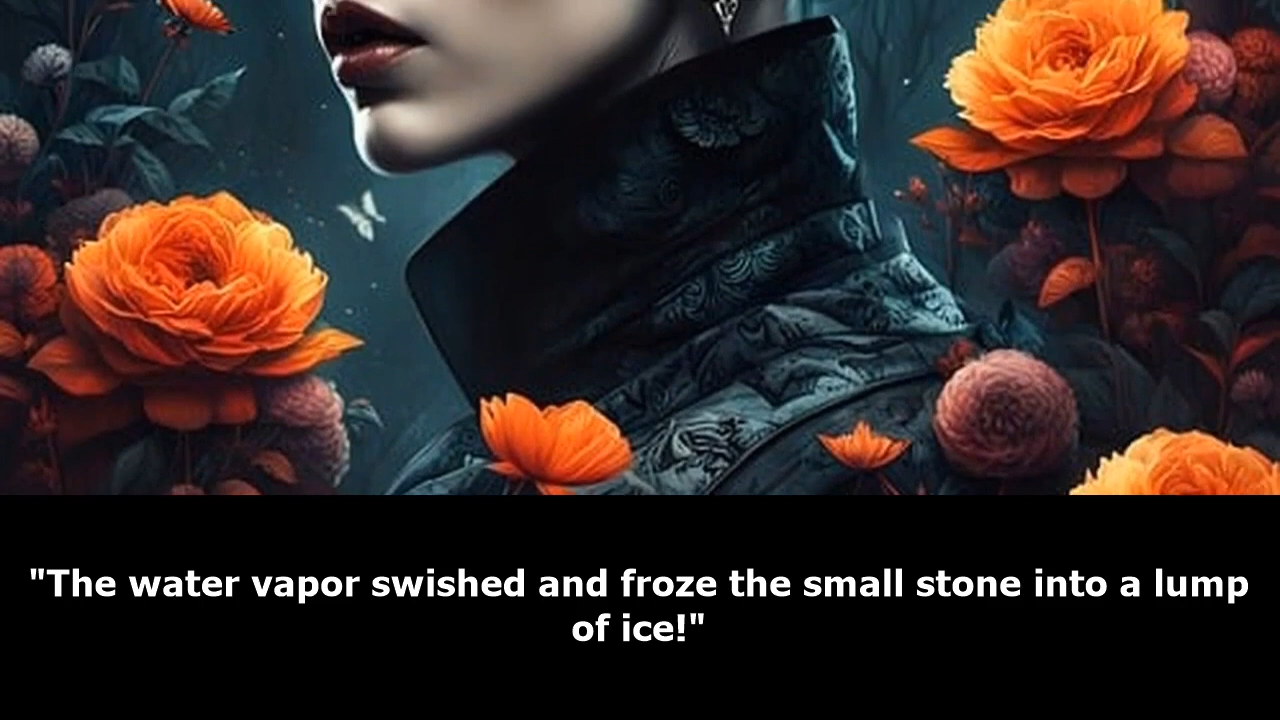 "The water vapor swished and froze the small stone into a lump
of ice!"